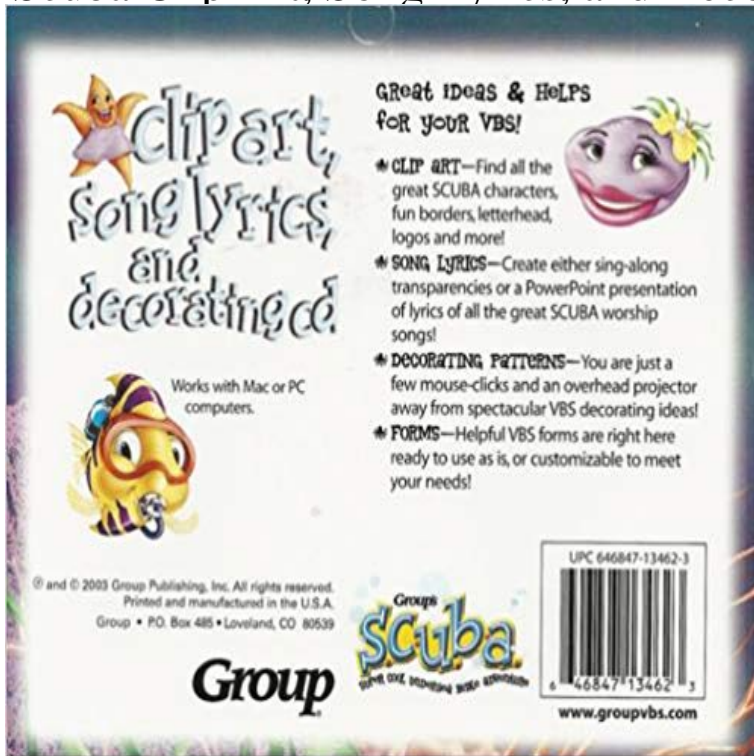 clip art,
song lyrics,
and
decorating cd
Works with Mac or PC
computers.
GReat IDeas & HeLPs
foR youR VBS!
CLIP aRT—Find all the
great SCUBA characters,
fun borders, letterhead,
logos and more!
SONG LyRICS—Create either sing-along
transparencies or a PowerPoint presentation
of lyrics of all the great SCUBA worship
songs!
DeCORaTING PaTTeRNS—You are just a
few mouse-clicks and an overhead projector
away from spectacular VBS decorating ideas!
FORMS—Helpful VBS forms are right here
ready to use as is, or customizable to meet
your needs!
℗ and © 2003 Group Publishing, Inc. All rights reserved.
Printed and manufactured in the U.S.A.
Group • P.O. Box 485 • Loveland, CO 80539
Group
Group's
S.C.U.b.a.
UPC 646847-13462-3
6 46847 13462 3
www.groupvbs.com